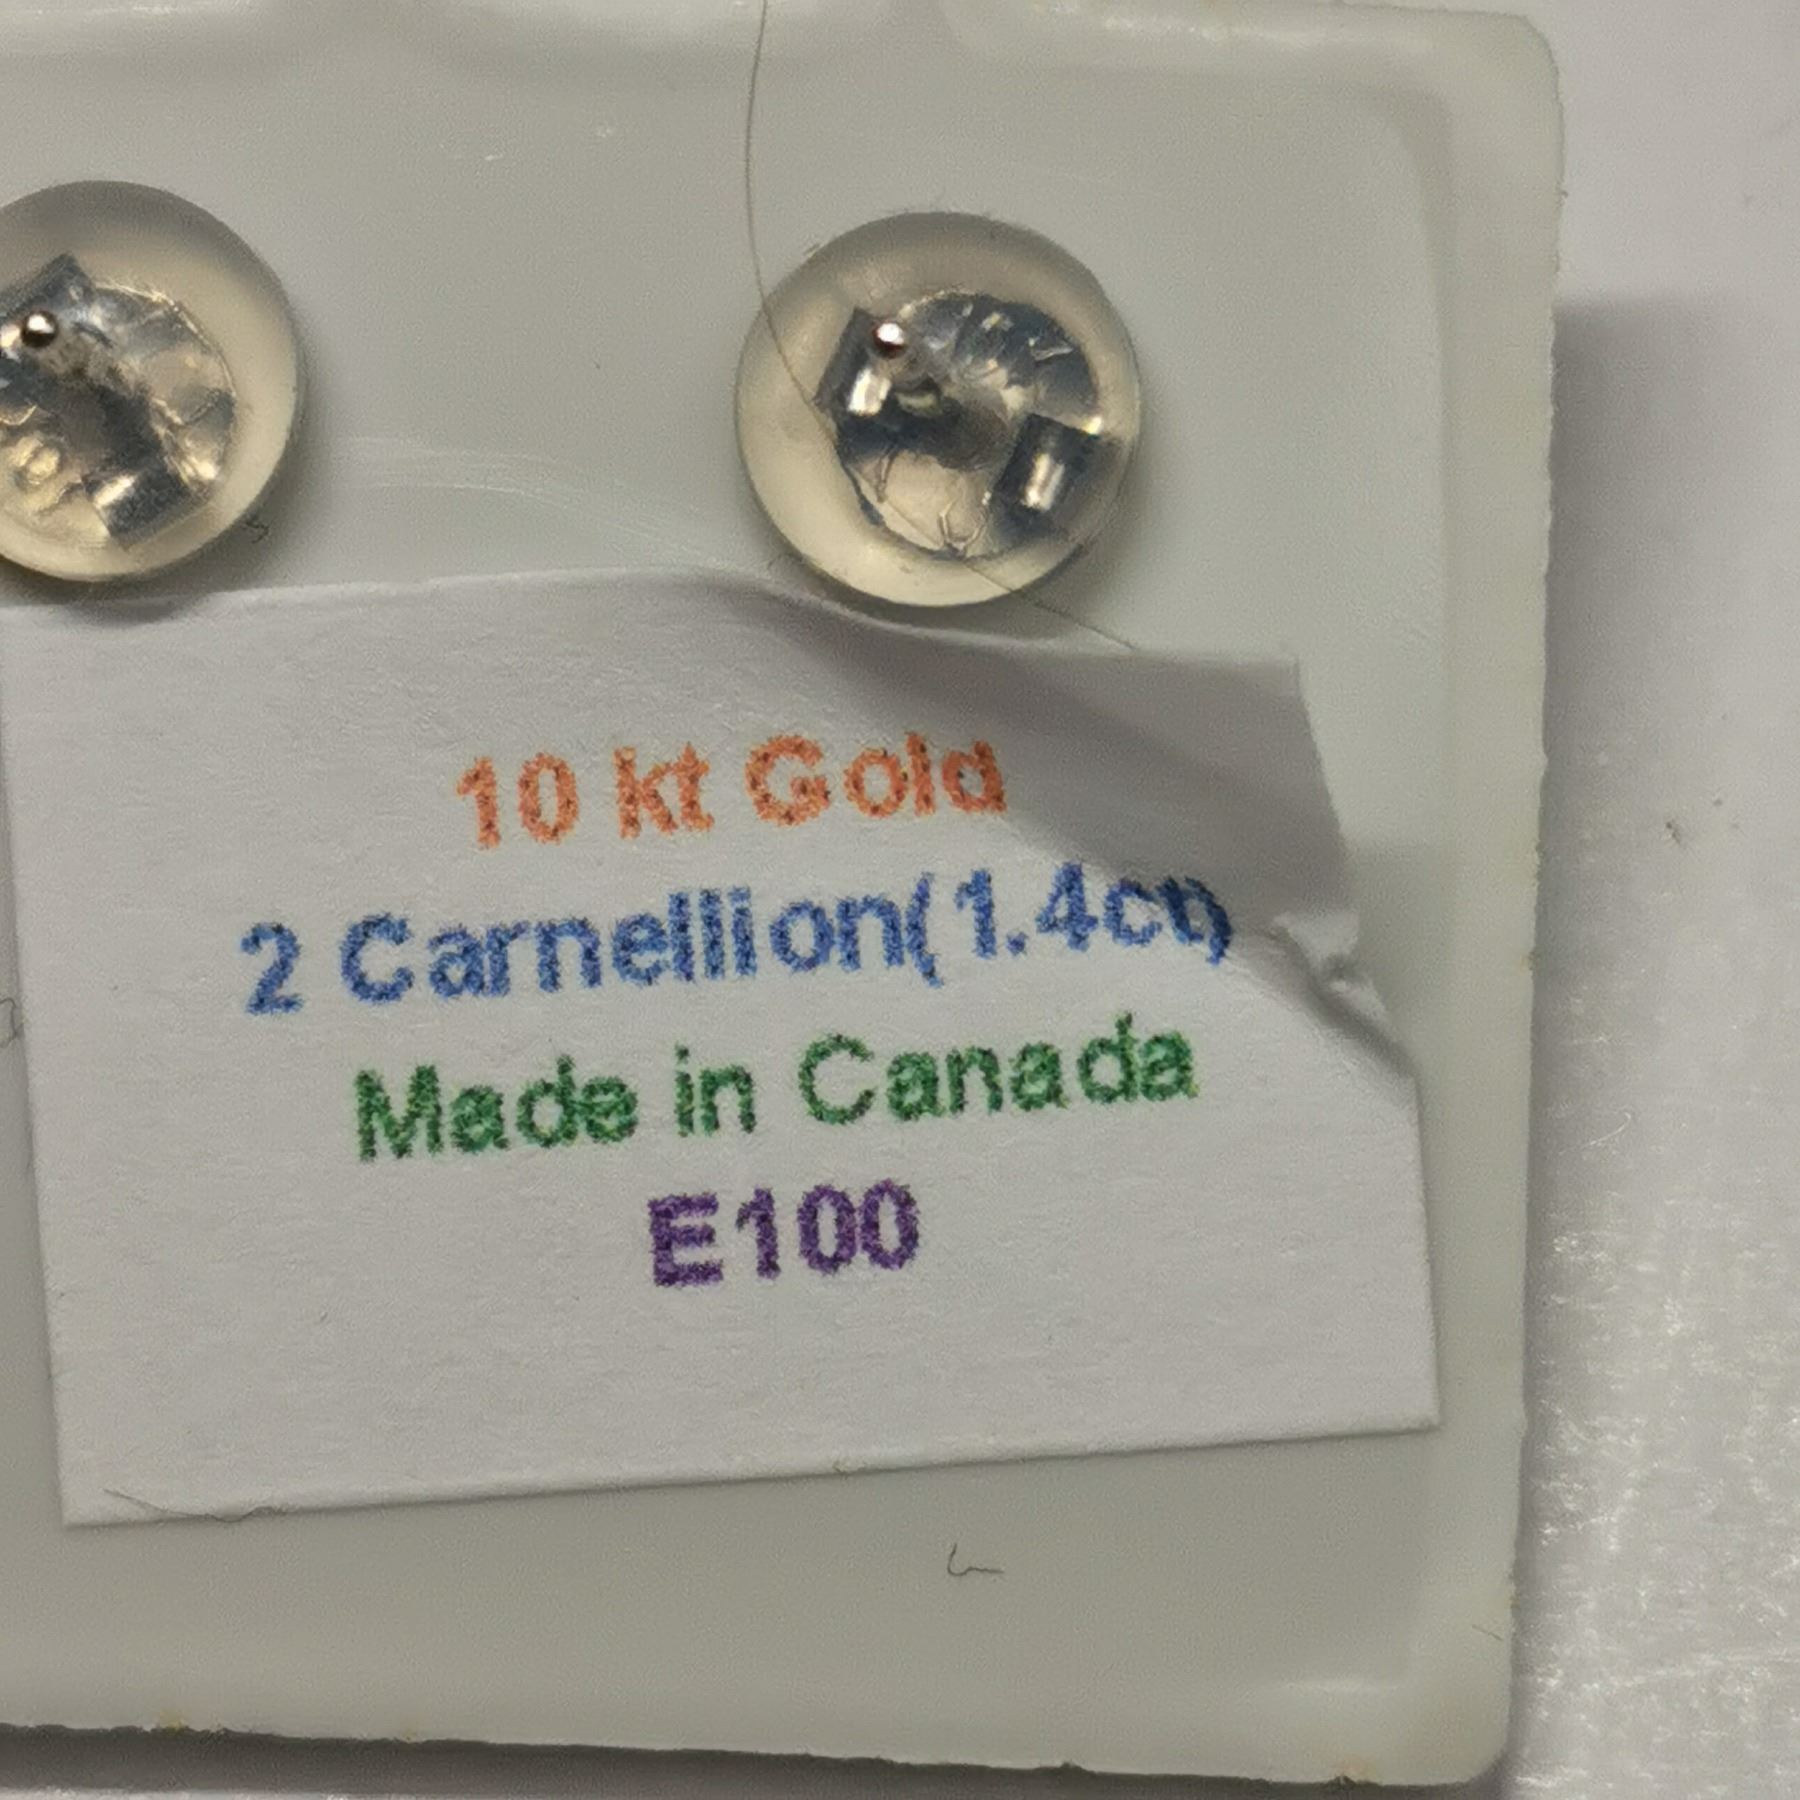 10 kt Gold
2 Carnellion(1.4ct)
Made in Canada
E100